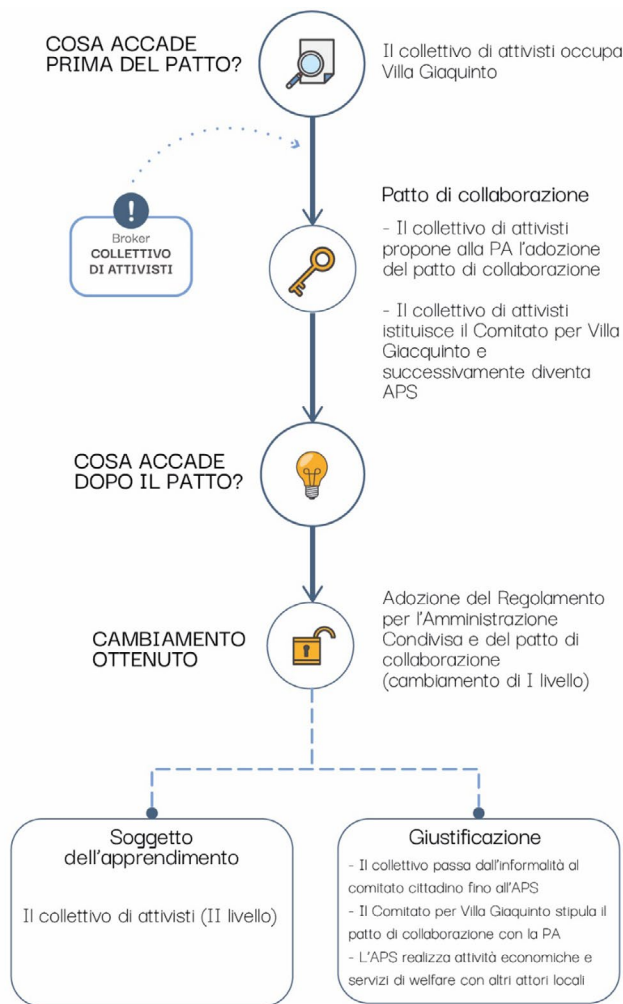 COSA ACCADE
PRIMA DEL PATTO?
Il collettivo di attivisti occupa
Villa Giaquinto
!
Broker
COLLETTIVO
DI ATTIVISTI
Patto di collaborazione
- Il collettivo di attivisti
propone alla PA l'adozione
del patto di collaborazione
- Il collettivo di attivisti
istituisce il Comitato per Villa
Giacquinto e
successivamente diventa
APS
COSA ACCADE
DOPO IL PATTO?
CAMBIAMENTO
OTTENUTO
Adozione del Regolamento
per l'Amministrazione
Condivisa e del patto di
collaborazione
(cambiamento di I livello)
Soggetto
dell'apprendimento
Il collettivo di attivisti (II livello)
Giustificazione
- Il collettivo passa dall'informalità al
comitato cittadino fino all'APS
- Il Comitato per Villa Giaquinto stipula il
patto di collaborazione con la PA
- L'APS realizza attività economiche e
servizi di welfare con altri attori locali